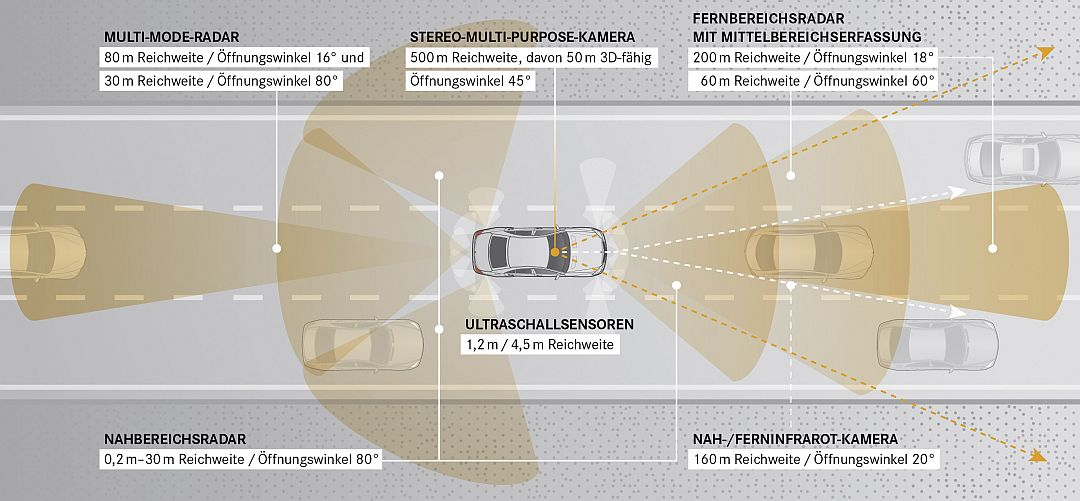 MULTI-MODE-RADAR
80 m Reichweite / Öffnungswinkel 16° und
30 m Reichweite / Öffnungswinkel 80°
STEREO-MULTI-PURPOSE-KAMERA
500 m Reichweite, davon 50 m 3D-fähig
Öffnungswinkel 45°
FERNBEREICHSRADAR
MIT MITTELBEREICHSERFASSUNG
200 m Reichweite / Öffnungswinkel 18°
60 m Reichweite / Öffnungswinkel 60°
ULTRASCHALLSENSOREN
1,2 m / 4,5 m Reichweite
NAHBEREICHSRADAR
0,2 m–30 m Reichweite / Öffnungswinkel 80°
NAH-/FERNINFRAROT-KAMERA
160 m Reichweite / Öffnungswinkel 20°